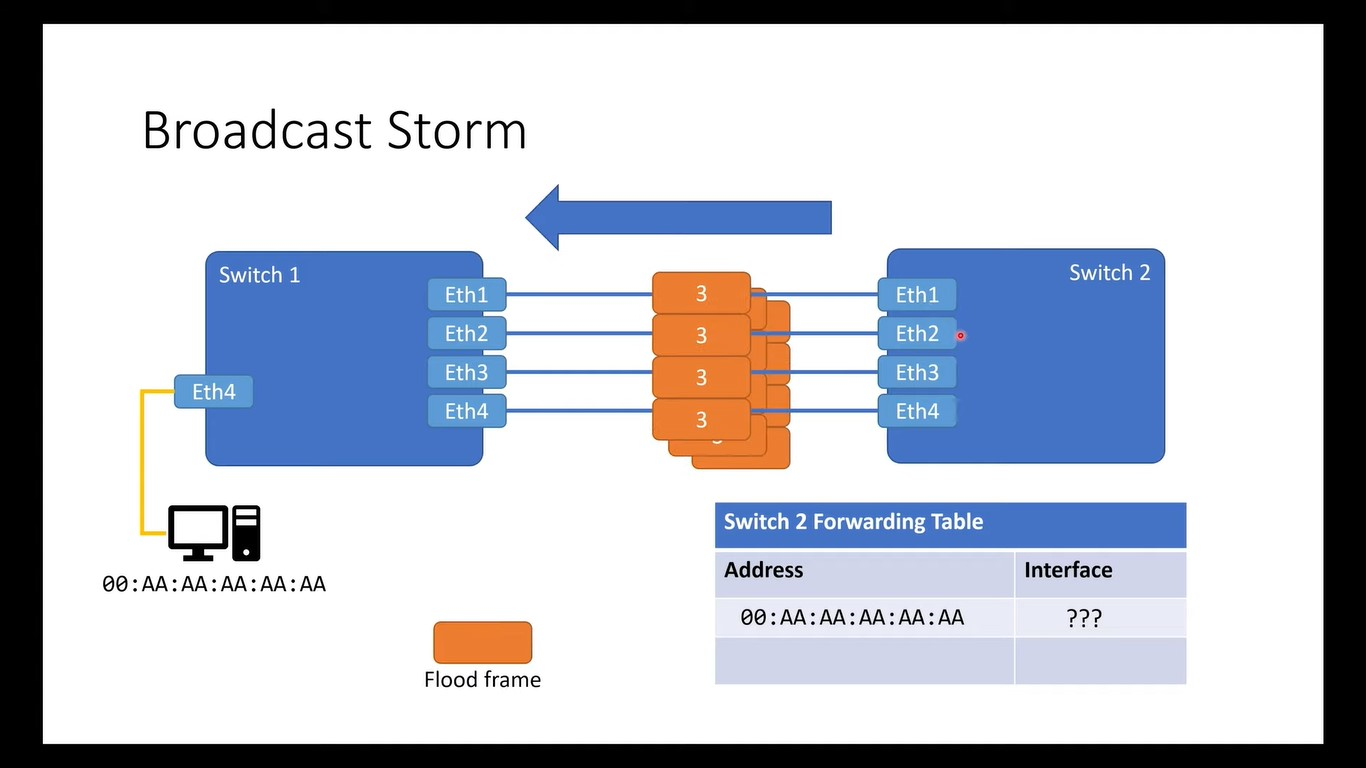 Broadcast Storm
Switch 1
Switch 2
Eth1
3
Eth1
Eth2
3
Eth2
Eth3
3
Eth3
Eth4
Eth4
3
Eth4
00:AA:AA:AA:AA:AA
Flood frame
Switch 2 Forwarding Table
Address
Interface
00:AA:AA:AA:AA:AA
???